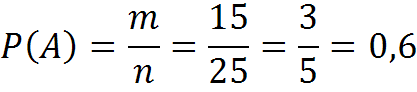 P(A) = m/n = 15/25 = 3/5 = 0,6